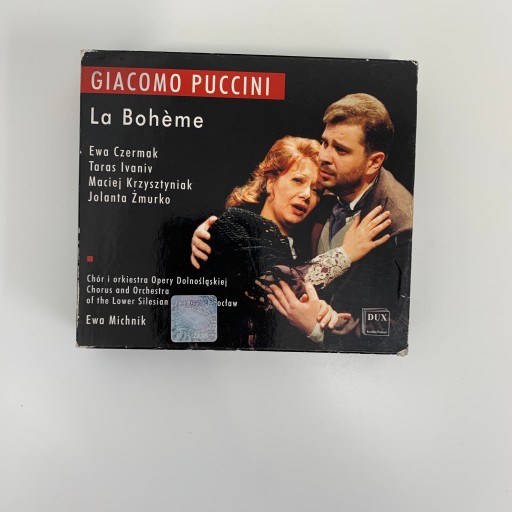 GIACOMO PUCCINI
La Bohème
Ewa Czermak
Taras Ivaniv
Maciej Krzysztyniak
Jolanta Żmurko
Chór i orkiestra Opery Dolnośląskiej
Chorus and Orchestra
of the Lower Silesian
Ewa Michnik
DUX